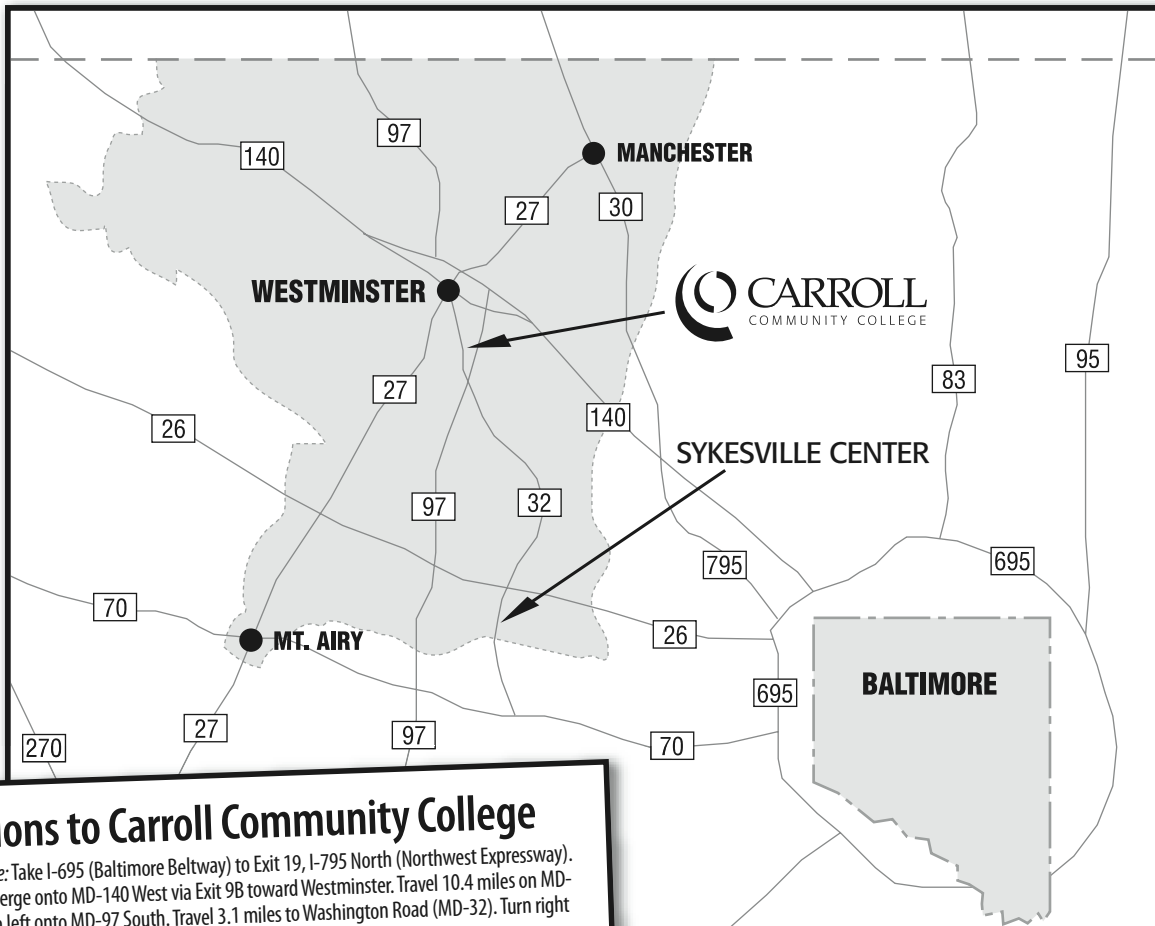 97
140
MANCHESTER
27
30
WESTMINSTER
CARROLL
COMMUNITY COLLEGE
95
83
27
140
26
SYKESVILLE CENTER
97
32
795
695
70
26
MT. AIRY
BALTIMORE
695
27
97
70
270
to Carroll Community College
Take I-695 (Baltimore Beltway) to Exit 19, I-795 North (Northwest Expressway).
onto MD-140 West via Exit 9B toward Westminster. Travel 10.4 miles on MD-
left onto MD-97 South. Travel 3.1 miles to Washington Road (MD-32). Turn right